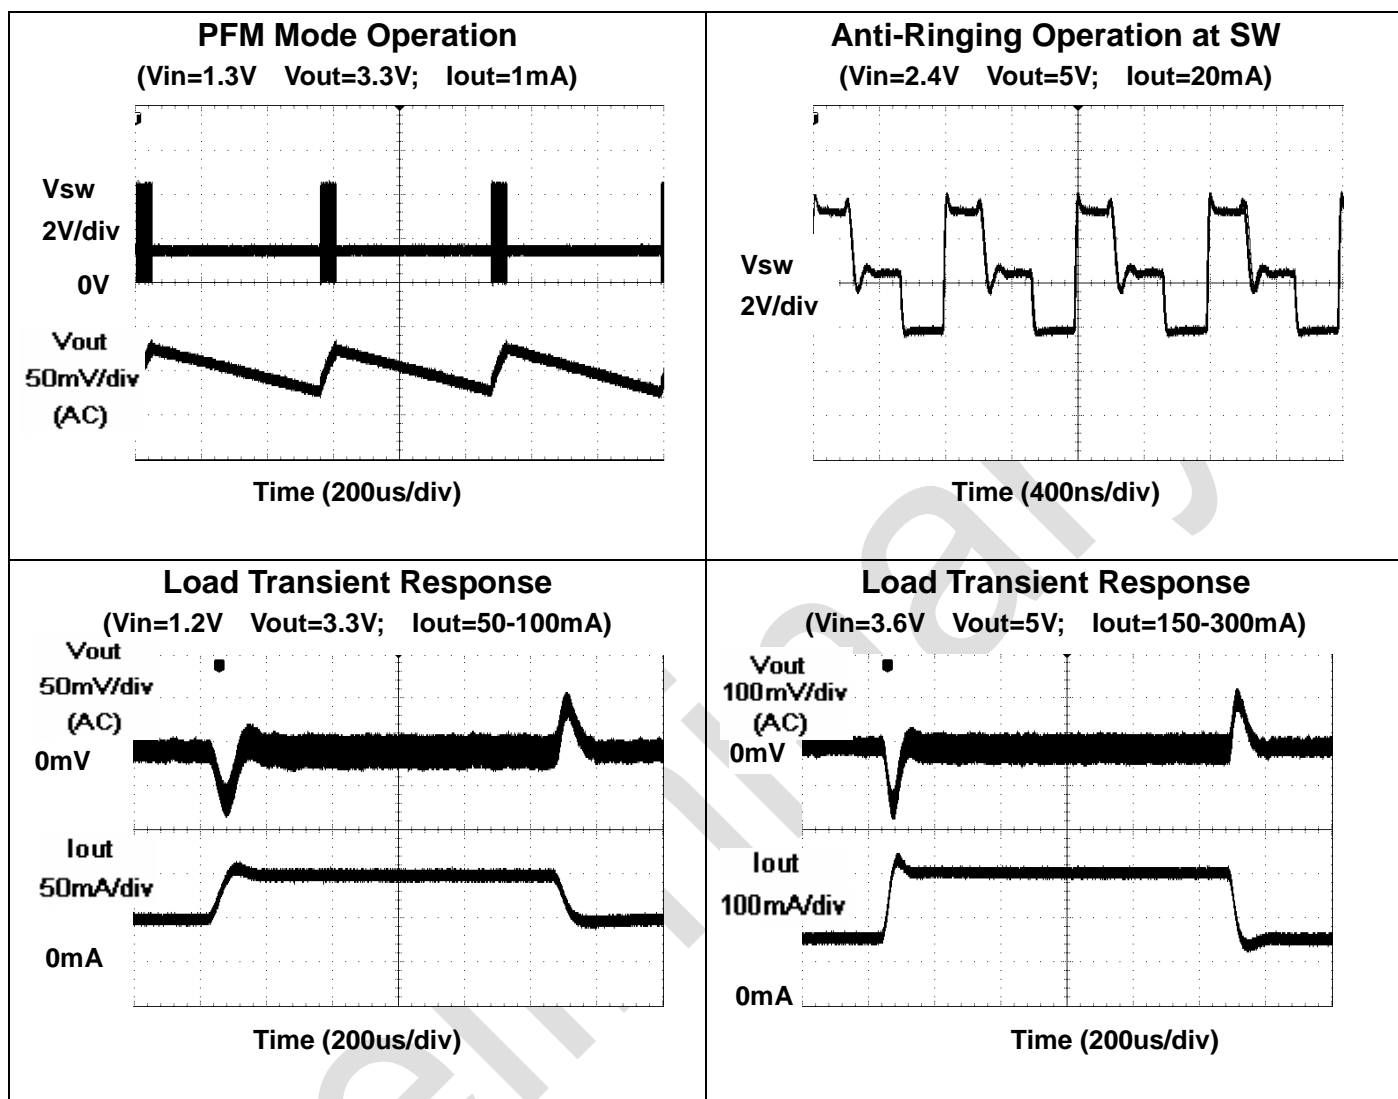 PFM Mode Operation
(Vin=1.3V Vout=3.3V; Iout=1mA)
Vsw
2V/div
0V
Vout
50mV/div
(AC)
Time (200us/div)
Anti-Ringing Operation at SW
(Vin=2.4V Vout=5V; Iout=20mA)
Vsw
2V/div
Time (400ns/div)
Load Transient Response
(Vin=1.2V Vout=3.3V; Iout=50-100mA)
Vout
50mV/div
(AC)
0mV
Iout
50mA/div
0mA
Time (200us/div)
Load Transient Response
(Vin=3.6V Vout=5V; Iout=150-300mA)
Vout
100mV/div
(AC)
0mV
Iout
100mA/div
0mA
Time (200us/div)